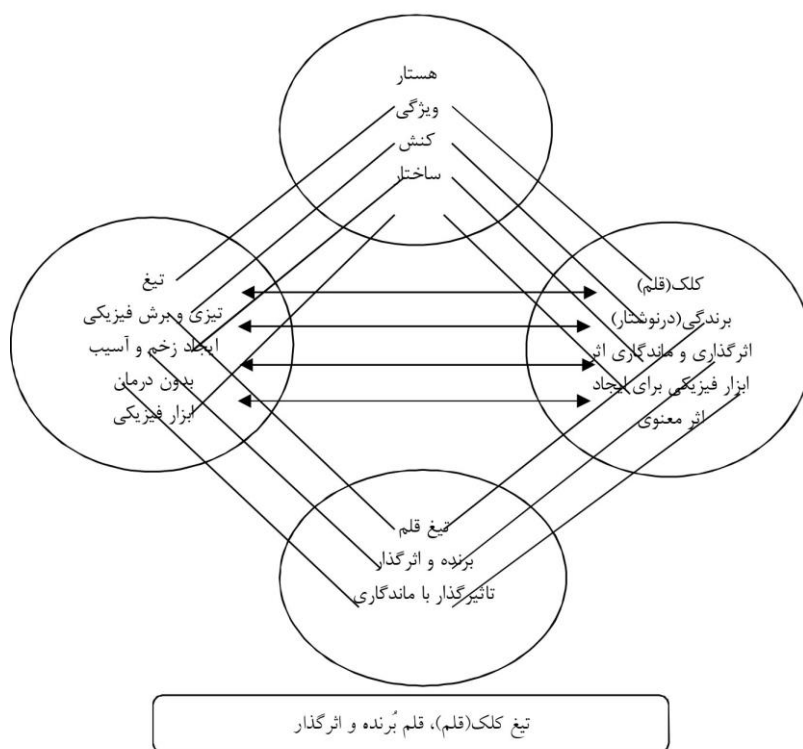 هستار
ویژگی
کنش
ساختار
کلک(قلم)
برندگی(درنوشتار)
اثرگذاری و ماندگاری اثر
ابزار فیزیکی برای ایجاد
اثر معنوی
تیغ
تیزی و برش فیزیکی
ایجاد زخم و آسیب
بدون درمان
ابزار فیزیکی
تیغ قلم
برنده و اثرگذار
تاثیرگذار با ماندگاری
تیغ کلک(قلم)، قلم بُرنده و اثرگذار